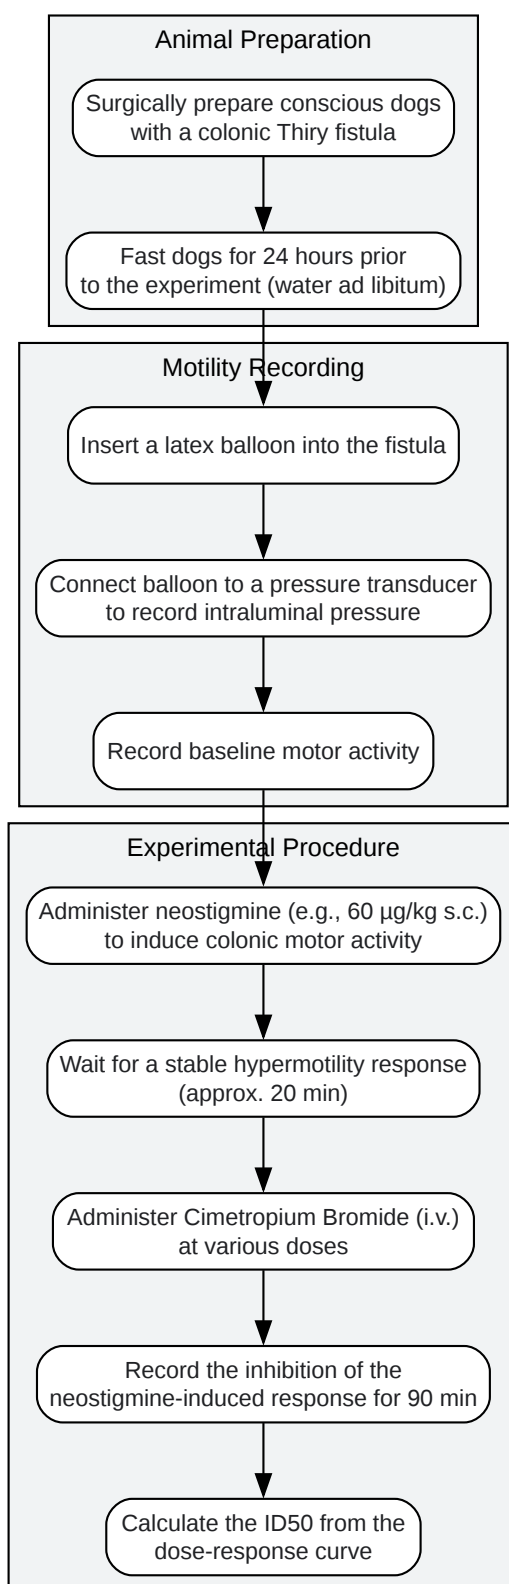 Animal Preparation
Surgically prepare conscious dogs
with a colonic Thiry fistula
Fast dogs for 24 hours prior
to the experiment (water ad libitum)
Motility Recording
Insert a latex balloon into the fistula
Connect balloon to a pressure transducer
to record intraluminal pressure
Record baseline motor activity
Experimental Procedure
Administer neostigmine (e.g., 60 µg/kg s.c.)
to induce colonic motor activity
Wait for a stable hypermotility response
(approx. 20 min)
Administer Cimetropium Bromide (i.v.)
at various doses
Record the inhibition of the
neostigmine-induced response for 90 min
Calculate the ID50 from the
dose-response curve